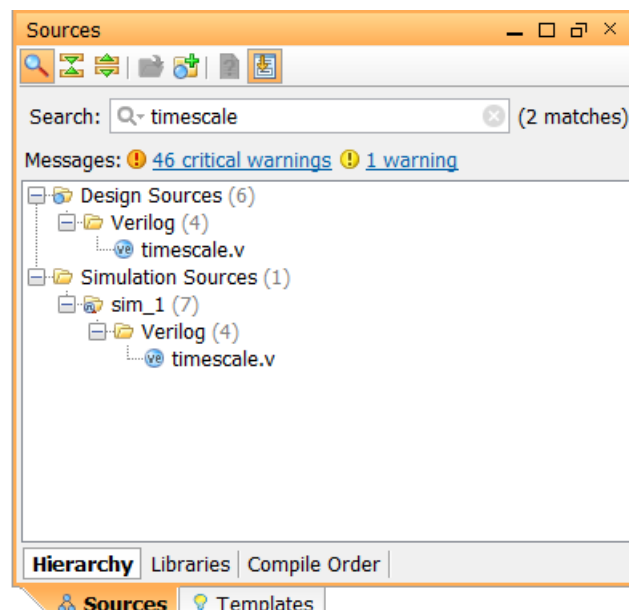 Sources
Search: timescale (2 matches)
Messages: 46 critical warnings 1 warning
Design Sources (6)
Verilog (4)
timescale.v
Simulation Sources (1)
sim_1 (7)
Verilog (4)
timescale.v
Hierarchy Libraries Compile Order
Sources Templates